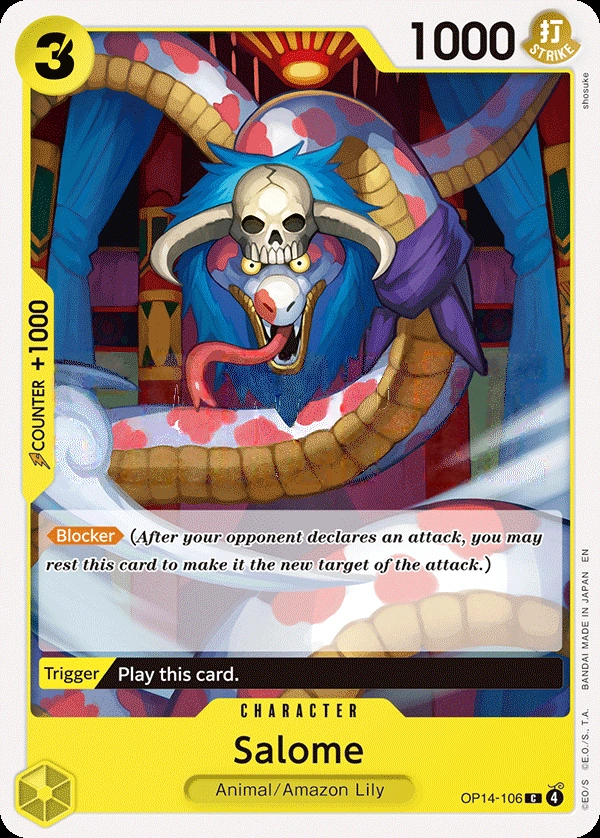 3
1000
打
STRIKE
shosuke
COUNTER +1000
Blocker (After your opponent declares an attack, you may
rest this card to make it the new target of the attack.)
Trigger Play this card.
CHARACTER
Salome
Animal/Amazon Lily
OP14-106 C 4
©EO/S ©E.O./S., T.A. BANDAI MADE IN JAPAN EN